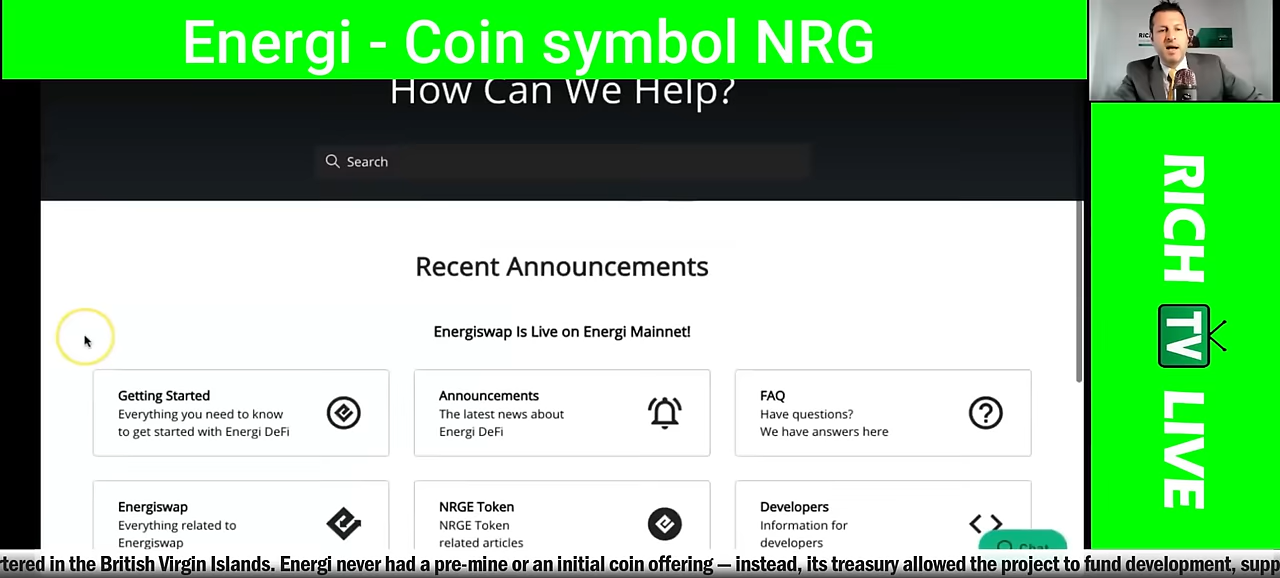 Energi - Coin symbol NRG
How Can We Help?
Search
Recent Announcements
Energiswap Is Live on Energi Mainnet!
Getting Started
Everything you need to know
to get started with Energi DeFi
Announcements
The latest news about
Energi DeFi
FAQ
Have questions?
We have answers here
Energiswap
Everything related to
Energiswap
NRGE Token
NRGE Token
related articles
Developers
Information for
developers
Chat
RICH TV LIVE
tered in the British Virgin Islands. Energi never had a pre-mine or an initial coin offering — instead, its treasury allowed the project to fund development, supp